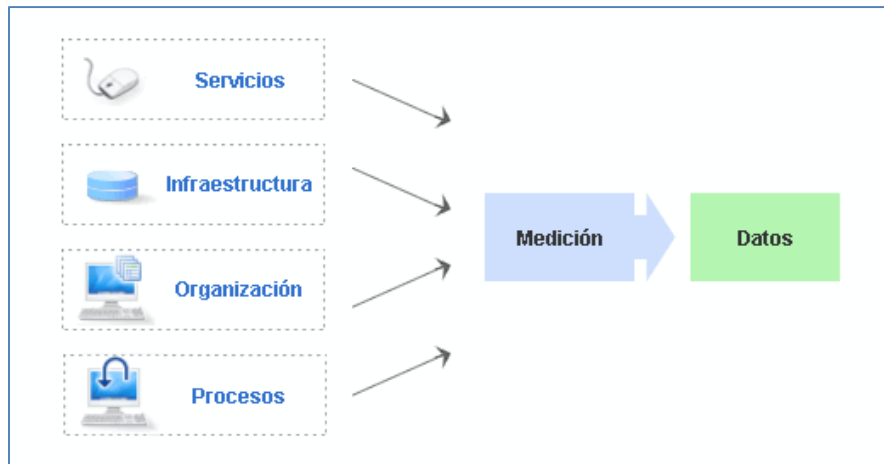 Servicios
Infraestructura
Organización
Procesos
Medición
Datos